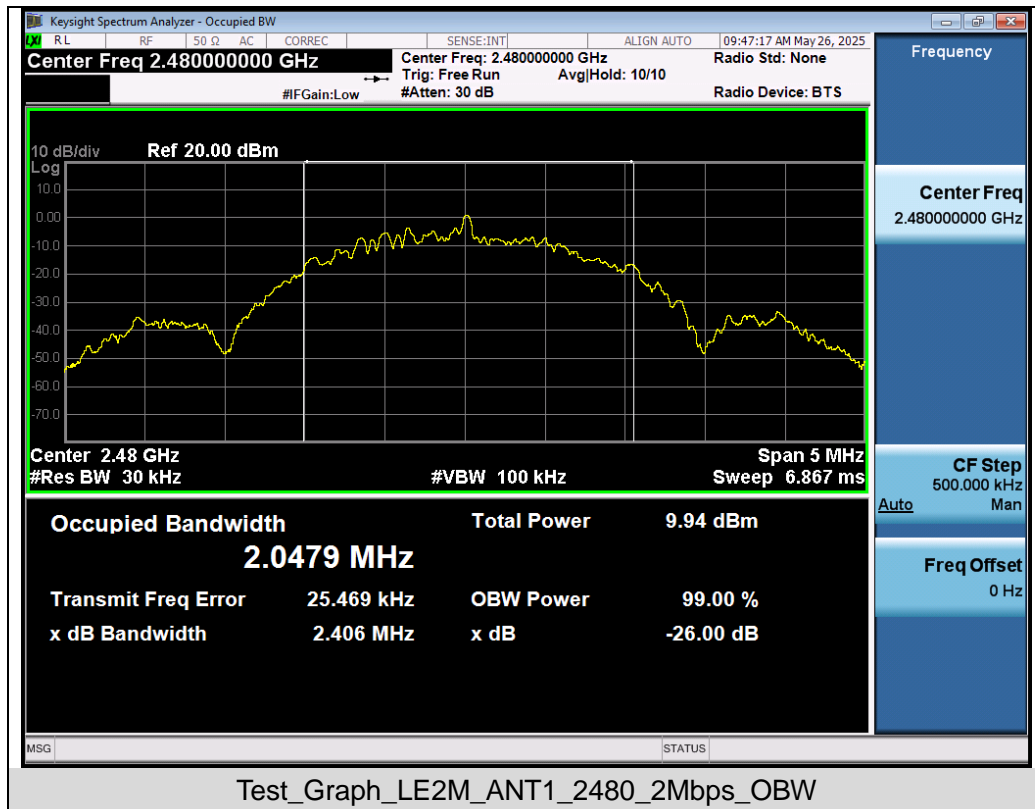 Keysight Spectrum Analyzer - Occupied BW
LXI RL RF 50 Ω AC CORREC SENSE:INT ALIGN AUTO 09:47:17 AM May 26, 2025
Center Freq 2.480000000 GHz
Center Freq: 2.480000000 GHz Radio Std: None
Trig: Free Run Avg|Hold: 10/10
#IFGain:Low #Atten: 30 dB Radio Device: BTS
10 dB/div Ref 20.00 dBm
Log
10.0
0.00
-10.0
-20.0
-30.0
-40.0
-50.0
-60.0
-70.0
Center 2.48 GHz Span 5 MHz
#Res BW 30 kHz #VBW 100 kHz Sweep 6.867 ms
Occupied Bandwidth Total Power 9.94 dBm
2.0479 MHz
Transmit Freq Error 25.469 kHz OBW Power 99.00 %
x dB Bandwidth 2.406 MHz x dB -26.00 dB
MSG STATUS
Frequency
Center Freq
2.480000000 GHz
CF Step
500.000 kHz
Auto Man
Freq Offset
0 Hz
Test_Graph_LE2M_ANT1_2480_2Mbps_OBW